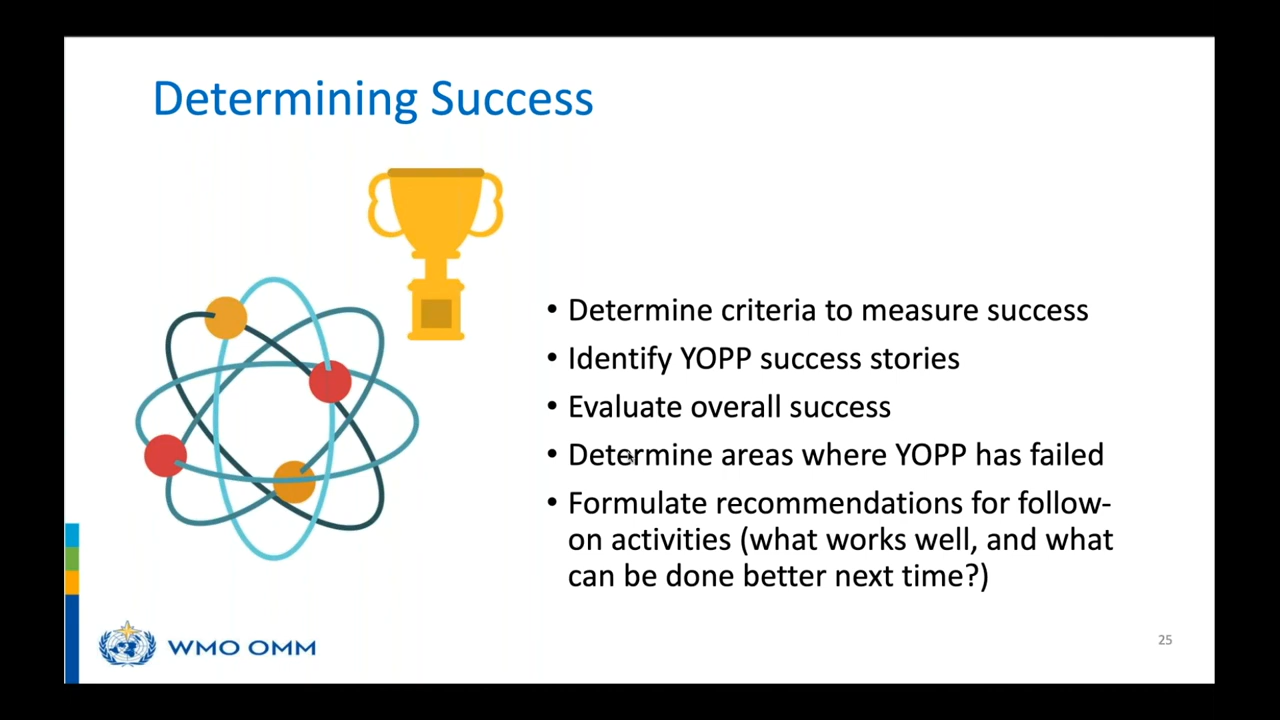 Determining Success
• Determine criteria to measure success
• Identify YOPP success stories
• Evaluate overall success
• Determine areas where YOPP has failed
• Formulate recommendations for follow-
on activities (what works well, and what
can be done better next time?)
WMO OMM
25